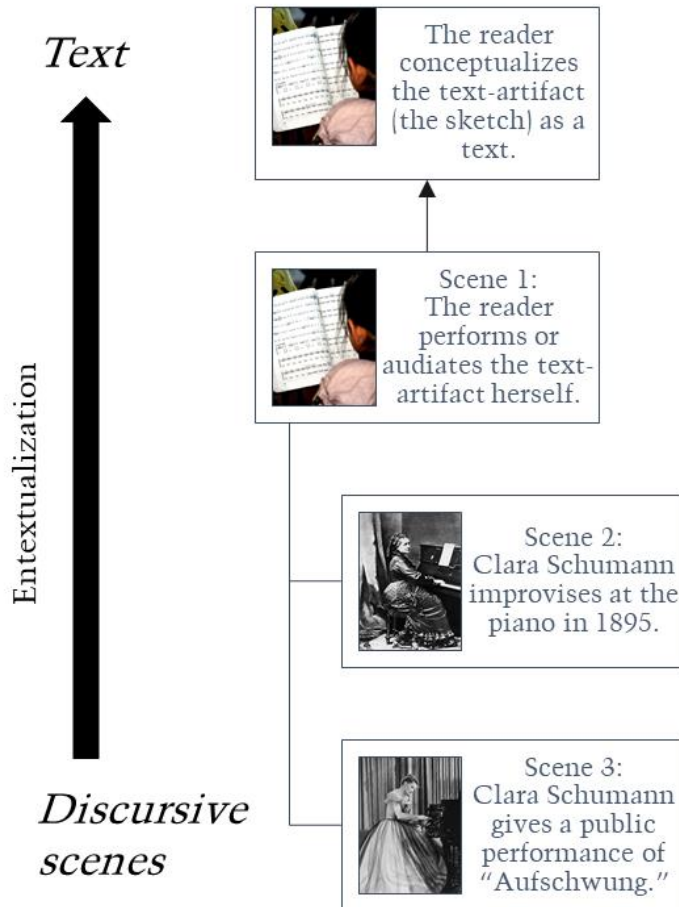 Text
The reader
conceptualizes
the text-artifact
(the sketch) as a
text.
Scene 1:
The reader
performs or
audiates the text-
artifact herself.
Entextualization
Scene 2:
Clara Schumann
improvises at the
piano in 1895.
Discursive
scenes
Scene 3:
Clara Schumann
gives a public
performance of
“Aufschwung.”